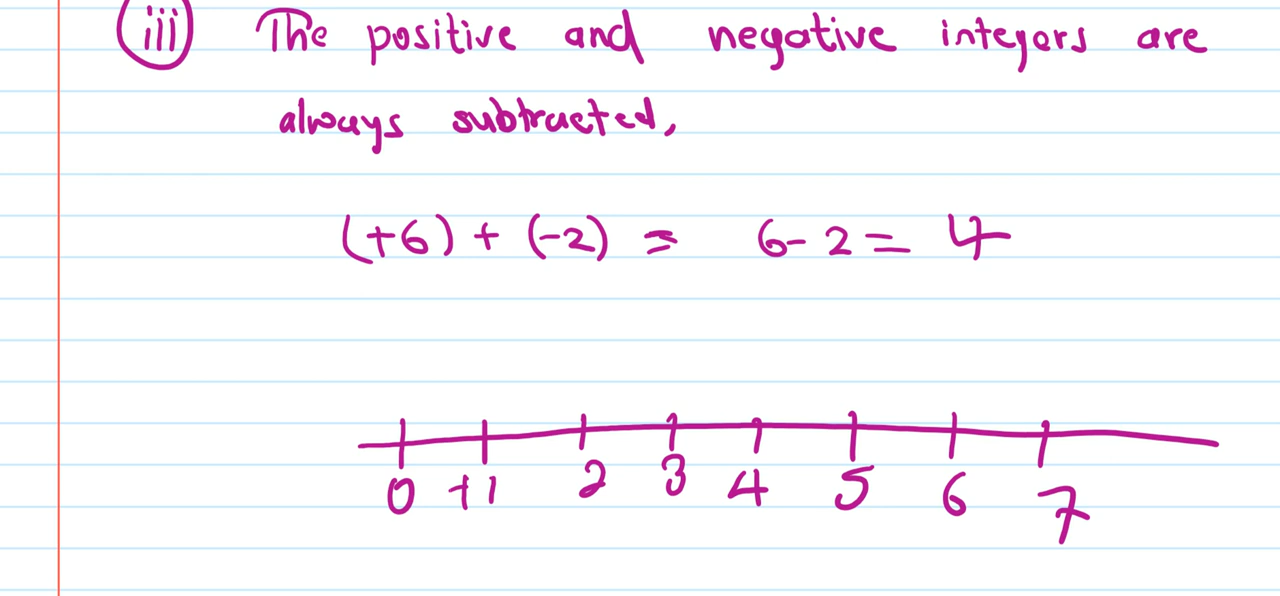 (iii) The positive and negative integers are
always subtracted,
(+6) + (-2) = 6-2 = 4
0 +1 2 3 4 5 6 7